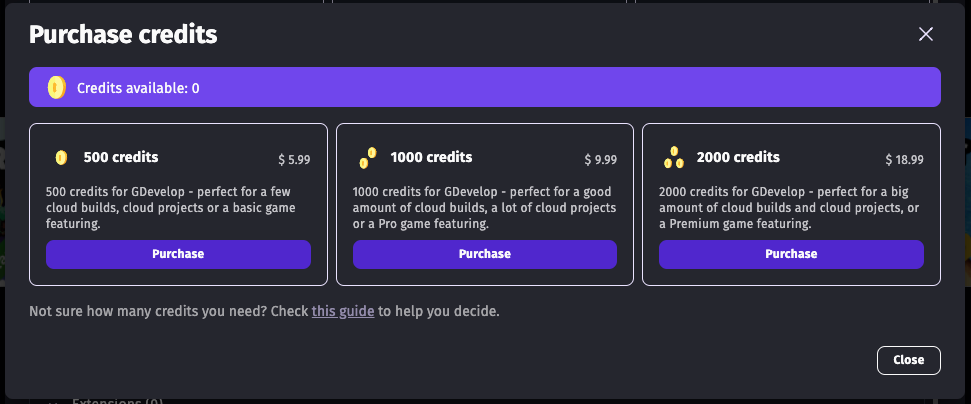 Purchase credits
Credits available: 0
500 credits
$ 5.99
500 credits for GDevelop - perfect for a few
cloud builds, cloud projects or a basic game
featuring.
Purchase
1000 credits
$ 9.99
1000 credits for GDevelop - perfect for a good
amount of cloud builds, a lot of cloud projects
or a Pro game featuring.
Purchase
2000 credits
$ 18.99
2000 credits for GDevelop - perfect for a big
amount of cloud builds and cloud projects, or
a Premium game featuring.
Purchase
Not sure how many credits you need? Check this guide to help you decide.
Close
Extensions (0)